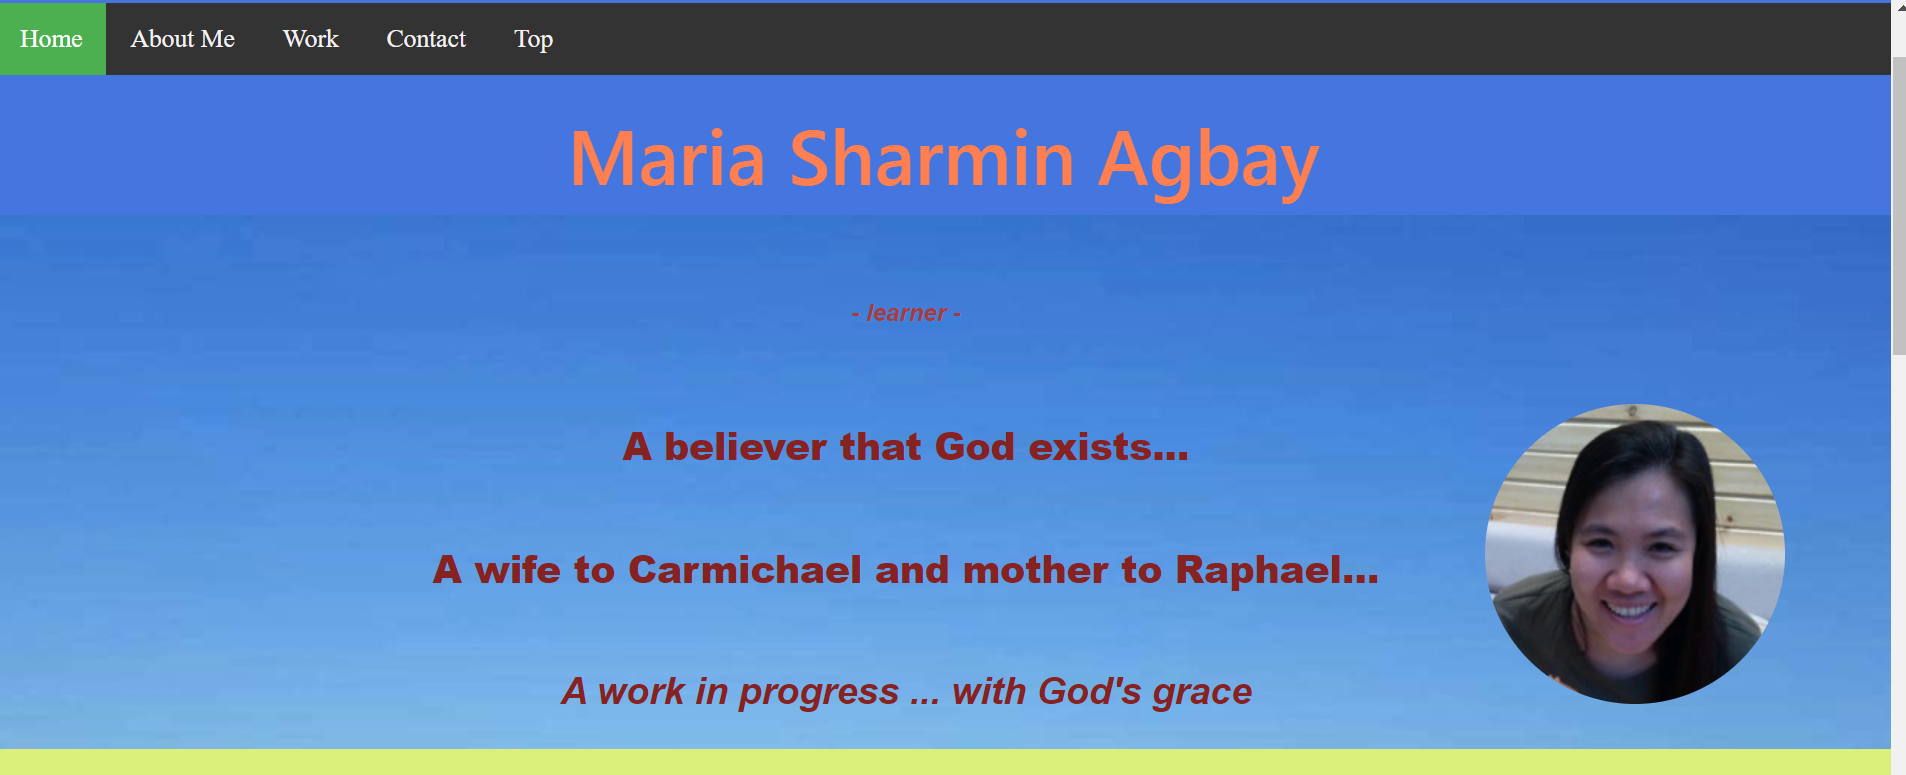 Home About Me Work Contact Top
Maria Sharmin Agbay
- learner -
A believer that God exists...
A wife to Carmichael and mother to Raphael...
A work in progress ... with God's grace